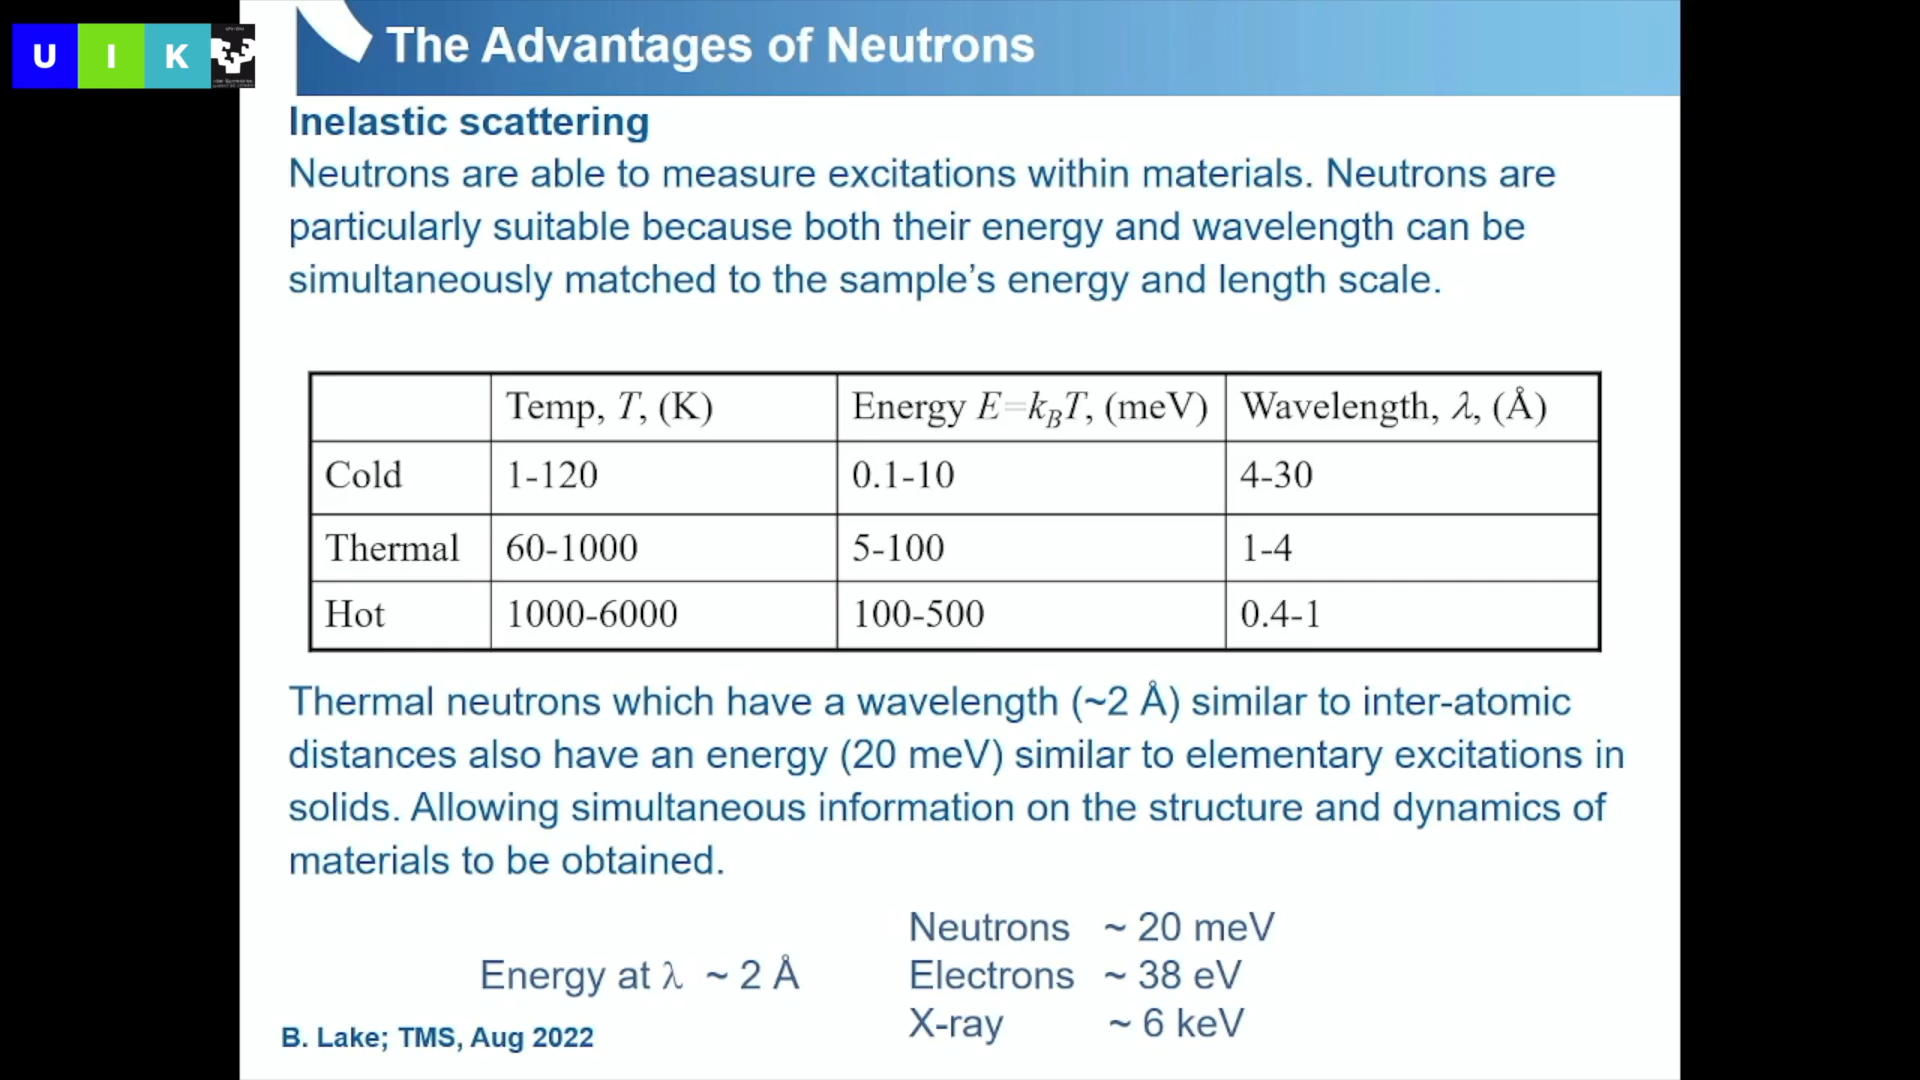 U I K
The Advantages of Neutrons
Inelastic scattering
Neutrons are able to measure excitations within materials. Neutrons are
particularly suitable because both their energy and wavelength can be
simultaneously matched to the sample’s energy and length scale.
Temp, T, (K) Energy E=kBT, (meV) Wavelength, λ, (Å)
Cold 1-120 0.1-10 4-30
Thermal 60-1000 5-100 1-4
Hot 1000-6000 100-500 0.4-1
Thermal neutrons which have a wavelength (~2 Å) similar to inter-atomic
distances also have an energy (20 meV) similar to elementary excitations in
solids. Allowing simultaneous information on the structure and dynamics of
materials to be obtained.
Neutrons ~ 20 meV
Energy at λ ~ 2 Å Electrons ~ 38 eV
X-ray ~ 6 keV
B. Lake; TMS, Aug 2022